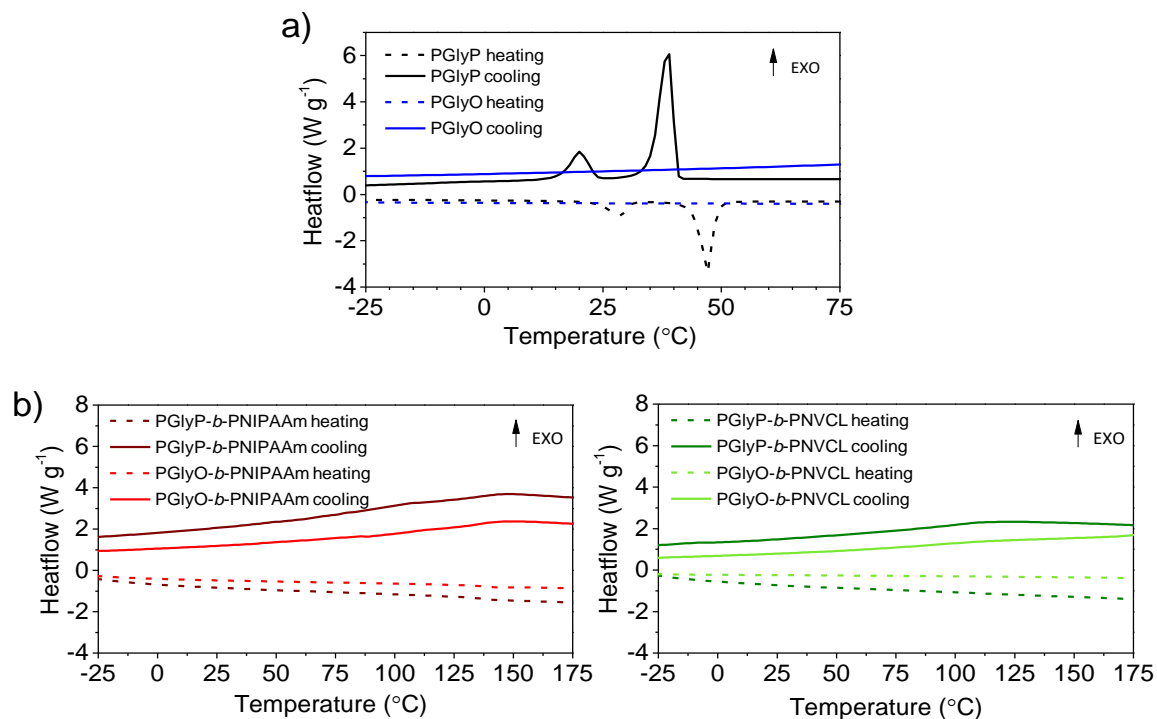 a)
PGlyP heating
PGlyP cooling
PGlyO heating
PGlyO cooling
EXO
6
4
2
0
-2
-4
Heatflow (W g⁻¹)
-25 0 25 50 75
Temperature (°C)
b)
PGlyP-b-PNIPAAm heating
PGlyP-b-PNIPAAm cooling
PGlyO-b-PNIPAAm heating
PGlyO-b-PNIPAAm cooling
EXO
8
6
4
2
0
-2
-4
Heatflow (W g⁻¹)
-25 0 25 50 75 100 125 150 175
Temperature (°C)
PGlyP-b-PNVCL heating
PGlyP-b-PNVCL cooling
PGlyO-b-PNVCL heating
PGlyO-b-PNVCL cooling
EXO
8
6
4
2
0
-2
-4
Heatflow (W g⁻¹)
-25 0 25 50 75 100 125 150 175
Temperature (°C)